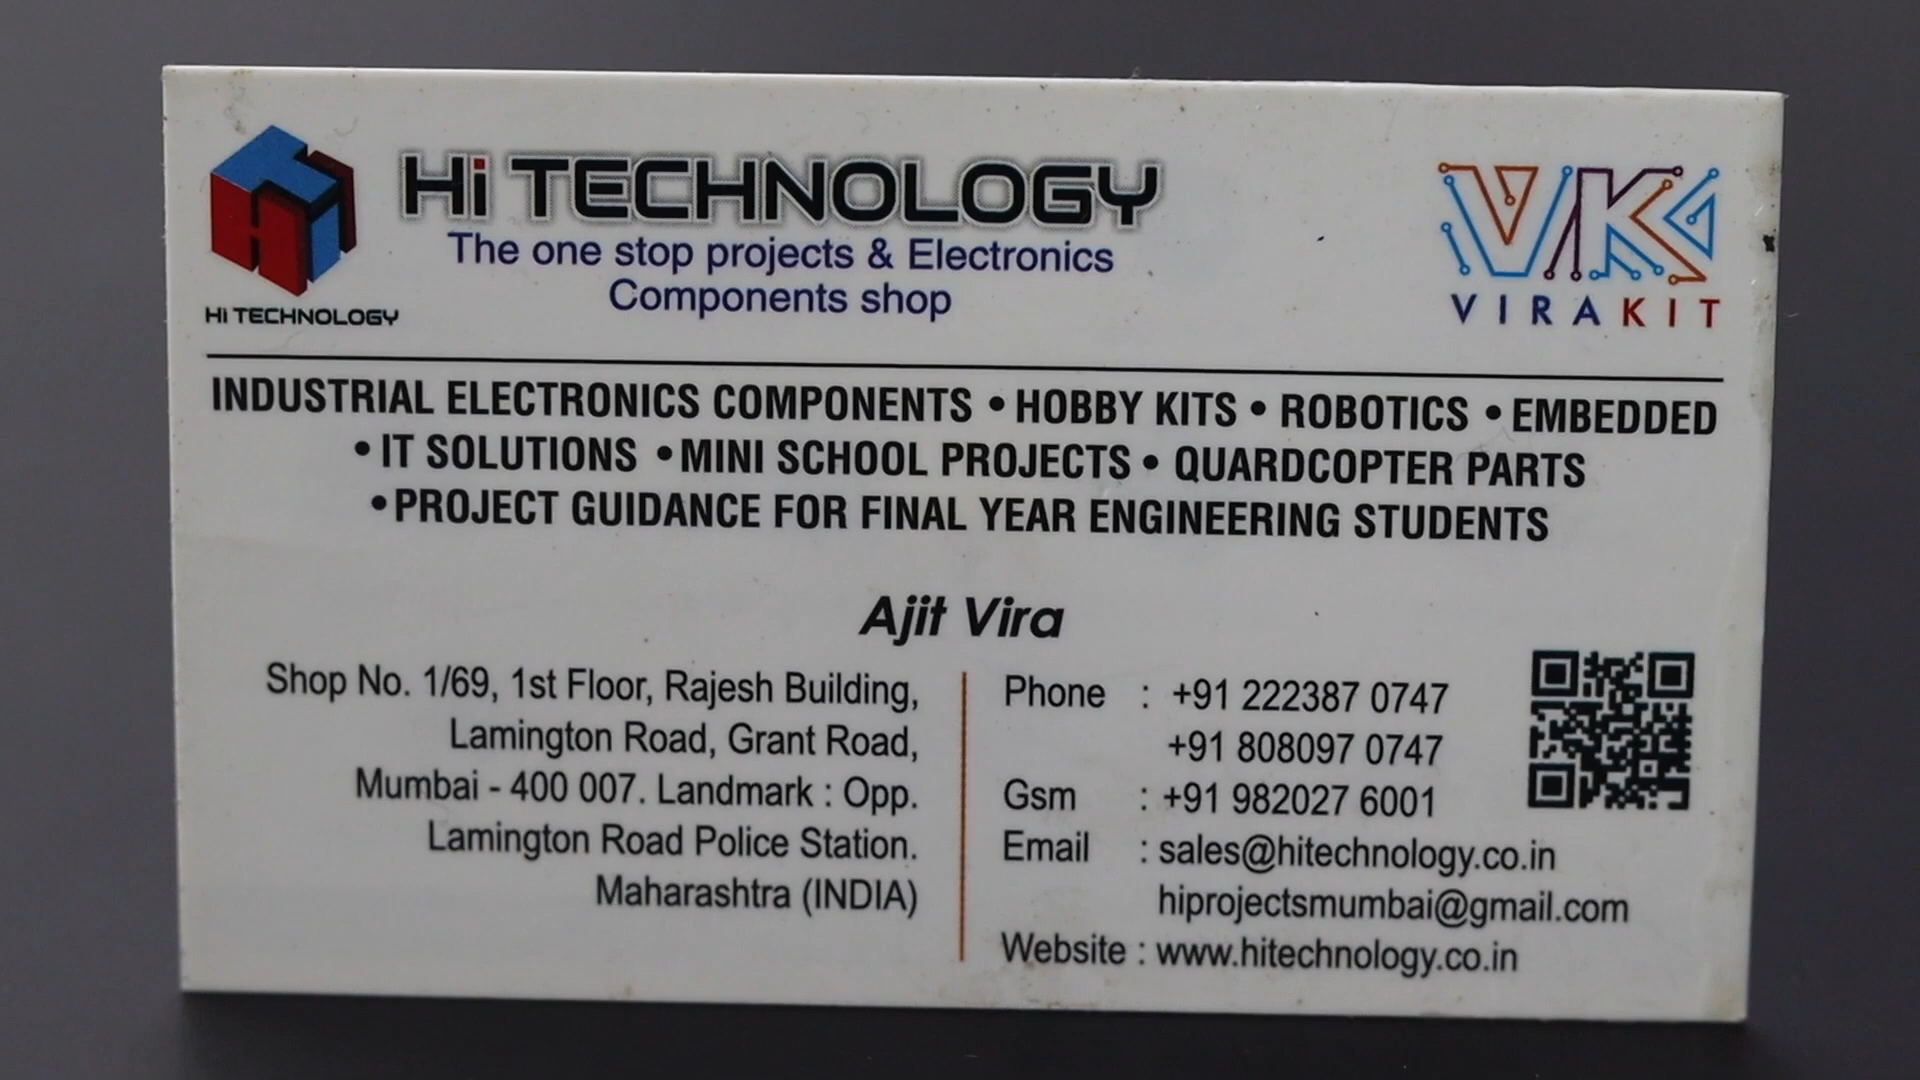 Hi TECHNOLOGY
The one stop projects & Electronics
Components shop
HI TECHNOLOGY
VK
VIRAKIT
INDUSTRIAL ELECTRONICS COMPONENTS • HOBBY KITS • ROBOTICS • EMBEDDED
• IT SOLUTIONS • MINI SCHOOL PROJECTS • QUARDCOPTER PARTS
• PROJECT GUIDANCE FOR FINAL YEAR ENGINEERING STUDENTS
Ajit Vira
Shop No. 1/69, 1st Floor, Rajesh Building,
Lamington Road, Grant Road,
Mumbai - 400 007. Landmark : Opp.
Lamington Road Police Station.
Maharashtra (INDIA)
Phone : +91 222387 0747
+91 808097 0747
Gsm : +91 982027 6001
Email : sales@hitechnology.co.in
hiprojectsmumbai@gmail.com
Website : www.hitechnology.co.in